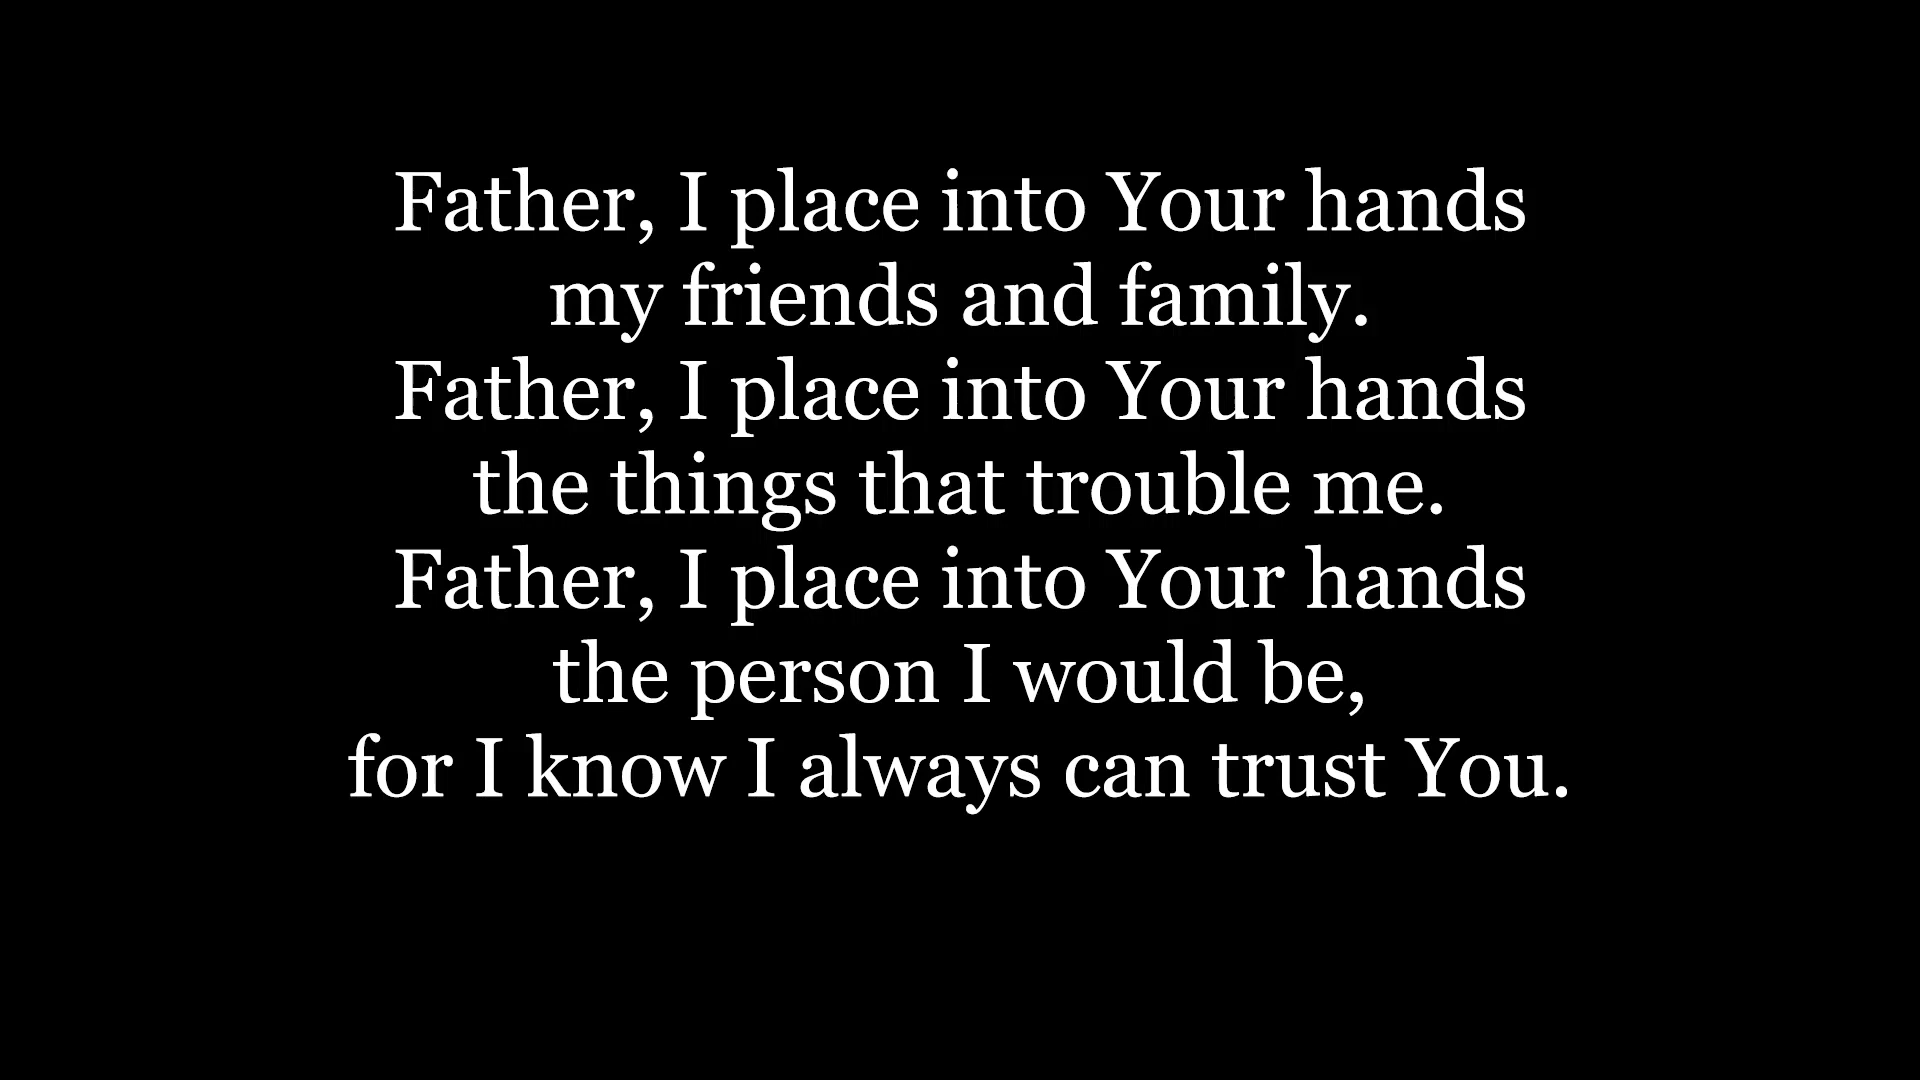 Father, I place into Your hands
my friends and family.
Father, I place into Your hands
the things that trouble me.
Father, I place into Your hands
the person I would be,
for I know I always can trust You.